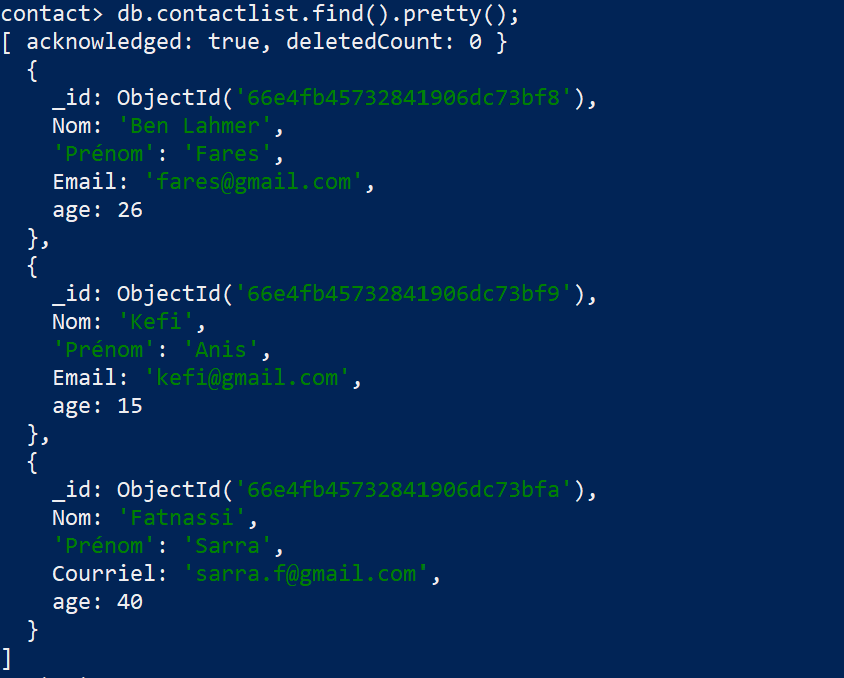 contact> db.contactlist.find().pretty();
[ acknowledged: true, deletedCount: 0 }
{
_id: ObjectId('66e4fb45732841906dc73bf8'),
Nom: 'Ben Lahmer',
'Prénom': 'Fares',
Email: 'fares@gmail.com',
age: 26
},
{
_id: ObjectId('66e4fb45732841906dc73bf9'),
Nom: 'Kefi',
'Prénom': 'Anis',
Email: 'kefi@gmail.com',
age: 15
},
{
_id: ObjectId('66e4fb45732841906dc73bfa'),
Nom: 'Fatnassi',
'Prénom': 'Sarra',
Courriel: 'sarra.f@gmail.com',
age: 40
}
]